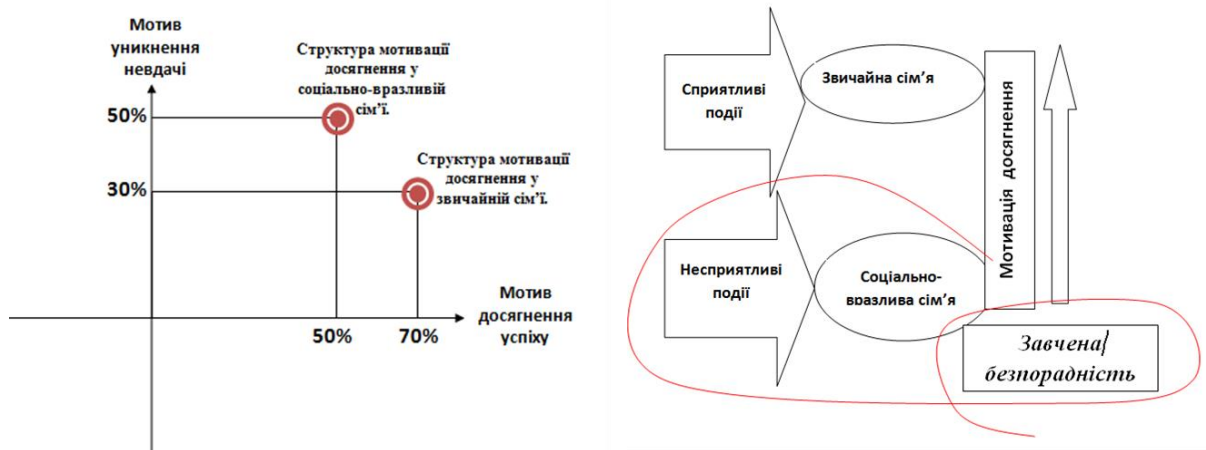 Мотив
уникнення
невдачі
Структура мотивації
досягнення у
соціально-вразливій
сім’ї.
50%
Структура мотивації
досягнення у
звичайній сім’ї.
30%
50%
70%
Мотив
досягнення
успіху
Сприятливі
події
Звичайна сім’я
Мотивація досягнення
Несприятливі
події
Соціально-
вразлива сім’я
Завчена/
безпорадність